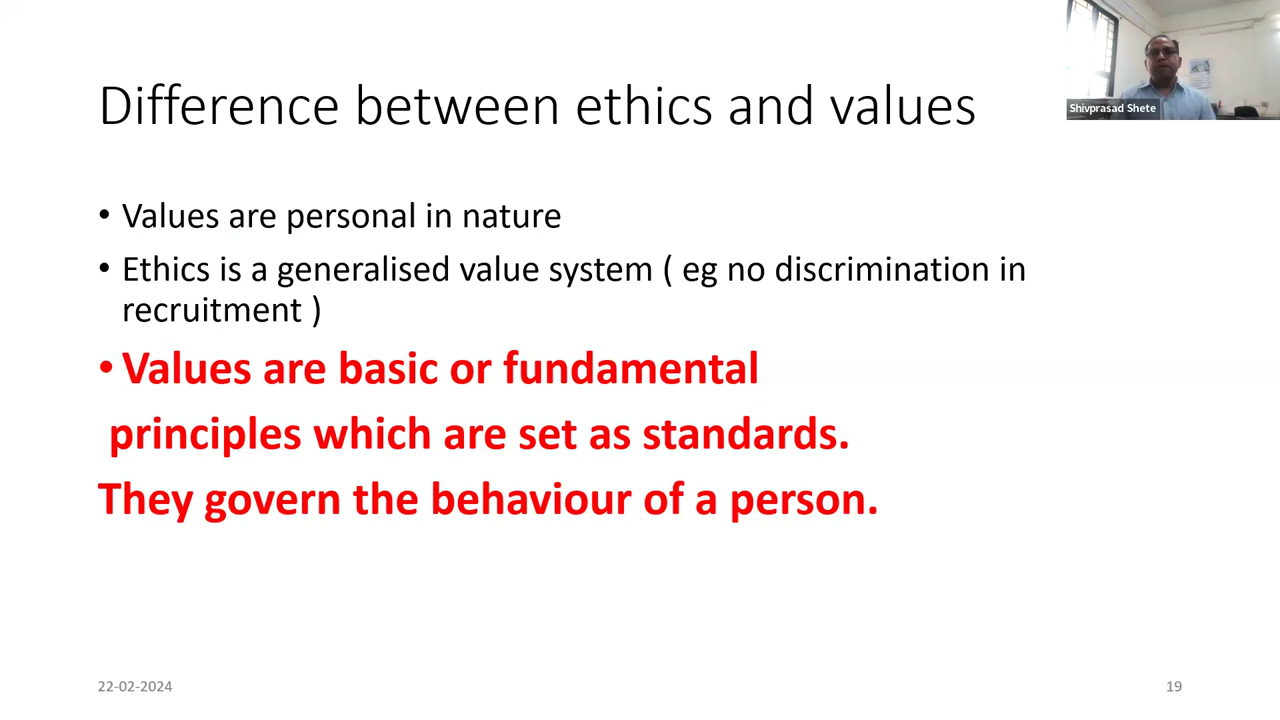 Difference between ethics and values
Shivprasad Shete
• Values are personal in nature
• Ethics is a generalised value system ( eg no discrimination in
recruitment )
• Values are basic or fundamental
principles which are set as standards.
They govern the behaviour of a person.
22-02-2024
19